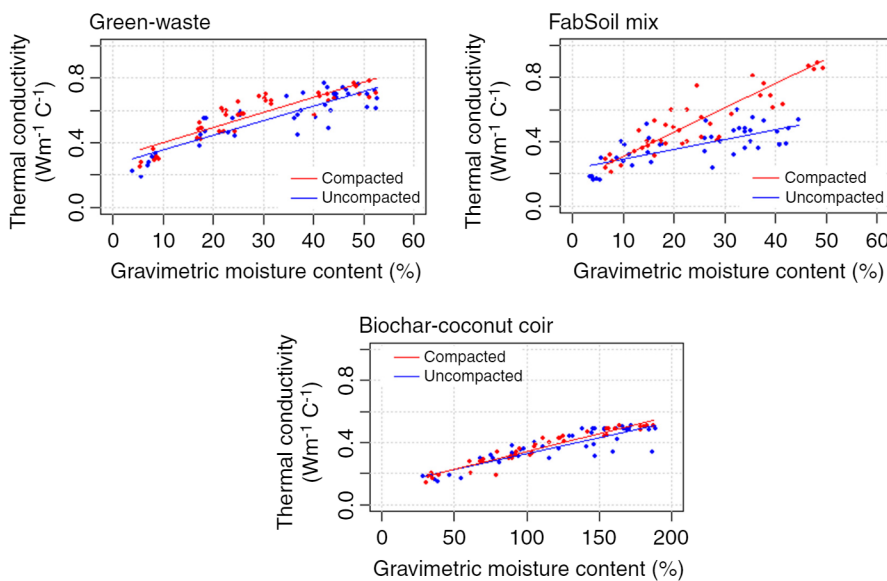 Green-waste
Thermal conductivity
(Wm⁻¹ C⁻¹)
0.8
0.4
0.0
Compacted
Uncompacted
0 10 20 30 40 50 60
Gravimetric moisture content (%)
FabSoil mix
Thermal conductivity
(Wm⁻¹ C⁻¹)
0.8
0.4
0.0
Compacted
Uncompacted
0 10 20 30 40 50 60
Gravimetric moisture content (%)
Biochar-coconut coir
Thermal conductivity
(Wm⁻¹ C⁻¹)
0.8
0.4
0.0
Compacted
Uncompacted
0 50 100 150 200
Gravimetric moisture content (%)